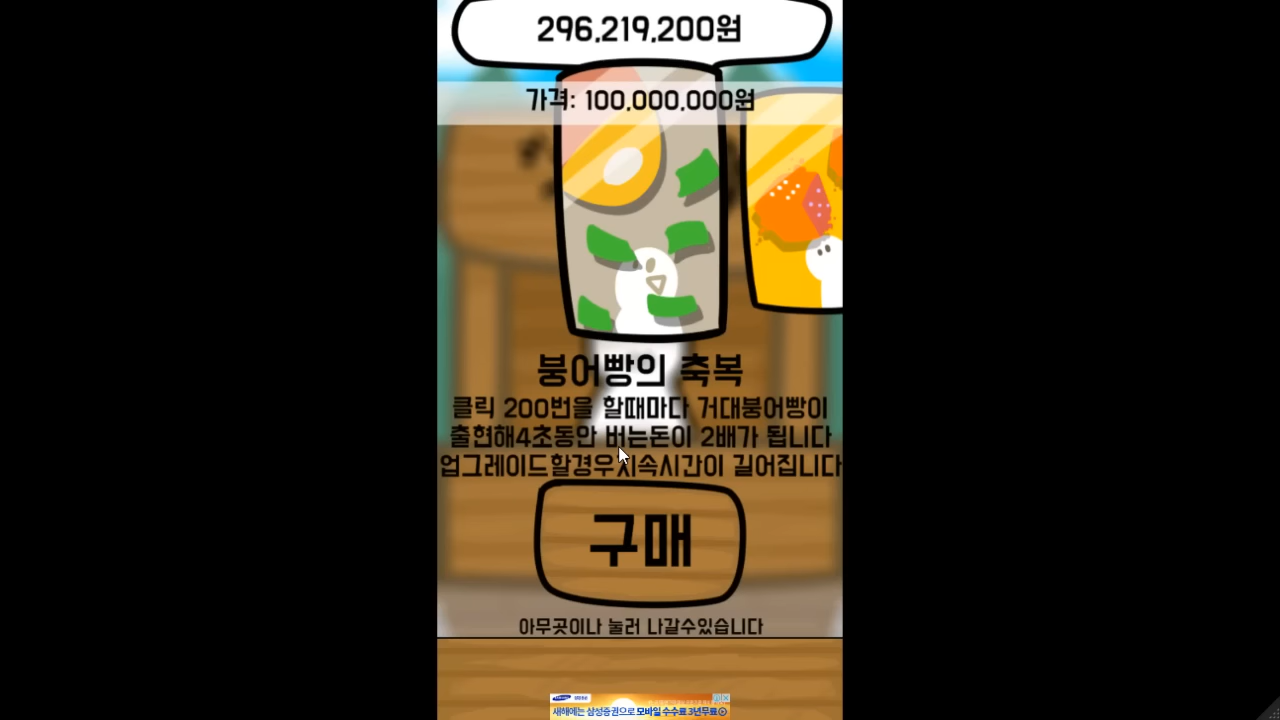 296,219,200원
가격: 100,000,000원
붕어빵의 축복
클릭 200번을 할때마다 거대붕어빵이
출현해4초동안 버는돈이 2배가 됩니다
업그레이드할경우지속시간이 길어집니다
구매
아무곳이나 눌러 나갈수있습니다
새해에는 삼성증권으로 모바일 수수료 3년무료